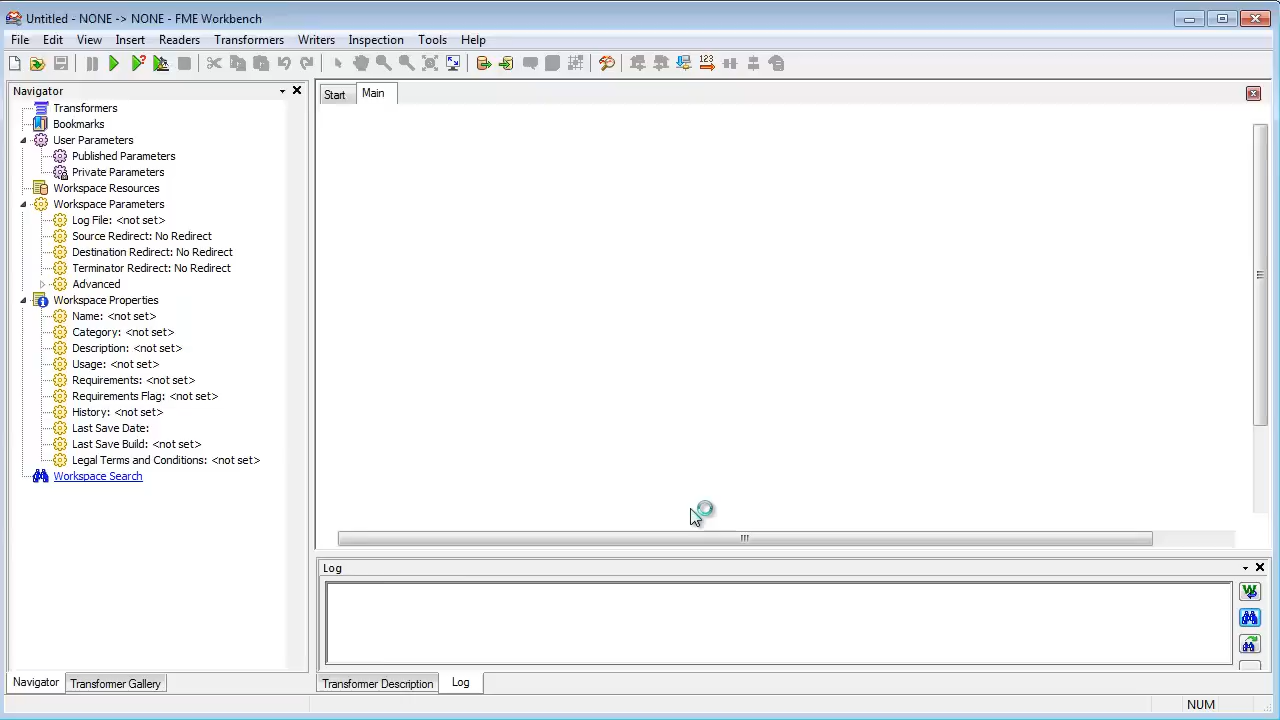 Untitled - NONE -> NONE - FME Workbench
File Edit View Insert Readers Transformers Writers Inspection Tools Help
Navigator
Transformers
Bookmarks
User Parameters
Published Parameters
Private Parameters
Workspace Resources
Workspace Parameters
Log File: <not set>
Source Redirect: No Redirect
Destination Redirect: No Redirect
Terminator Redirect: No Redirect
Advanced
Workspace Properties
Name: <not set>
Category: <not set>
Description: <not set>
Usage: <not set>
Requirements: <not set>
Requirements Flag: <not set>
History: <not set>
Last Save Date:
Last Save Build: <not set>
Legal Terms and Conditions: <not set>
Workspace Search
Navigator Transformer Gallery
Start Main
Log
Transformer Description Log
NUM